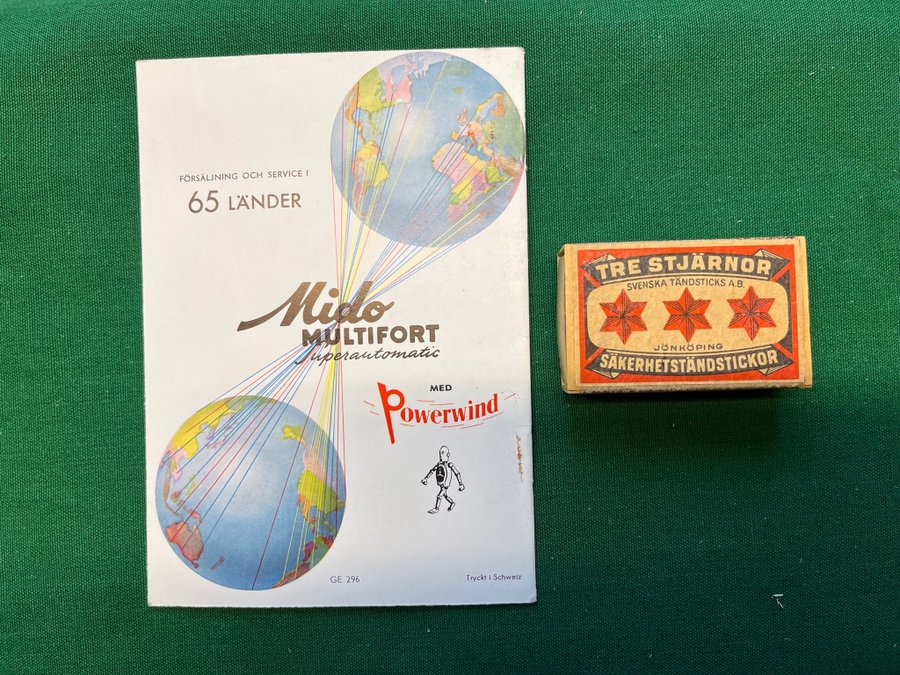 FÖRSÄLJNING OCH SERVICE I
65 LÄNDER
Mido
MULTIFORT
Superautomatic
MED
Powerwind
GE 296
Tryckt i Schweiz
TRE STJÄRNOR
SVENSKA TÄNDSTICKS A.B.
JÖNKÖPING
SÄKERHETSTÄNDSTICKOR